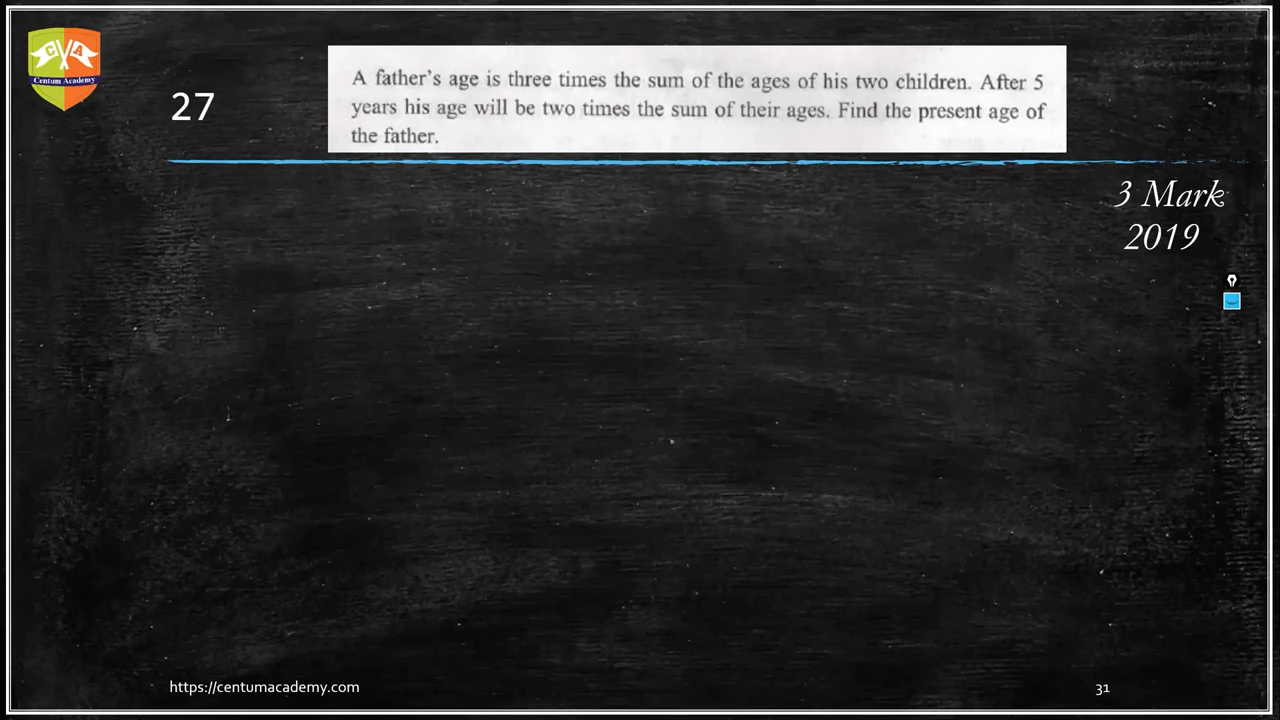 C A
Centum Academy
27
A father's age is three times the sum of the ages of his two children. After 5
years his age will be two times the sum of their ages. Find the present age of
the father.
3 Mark
2019
https://centumacademy.com
31